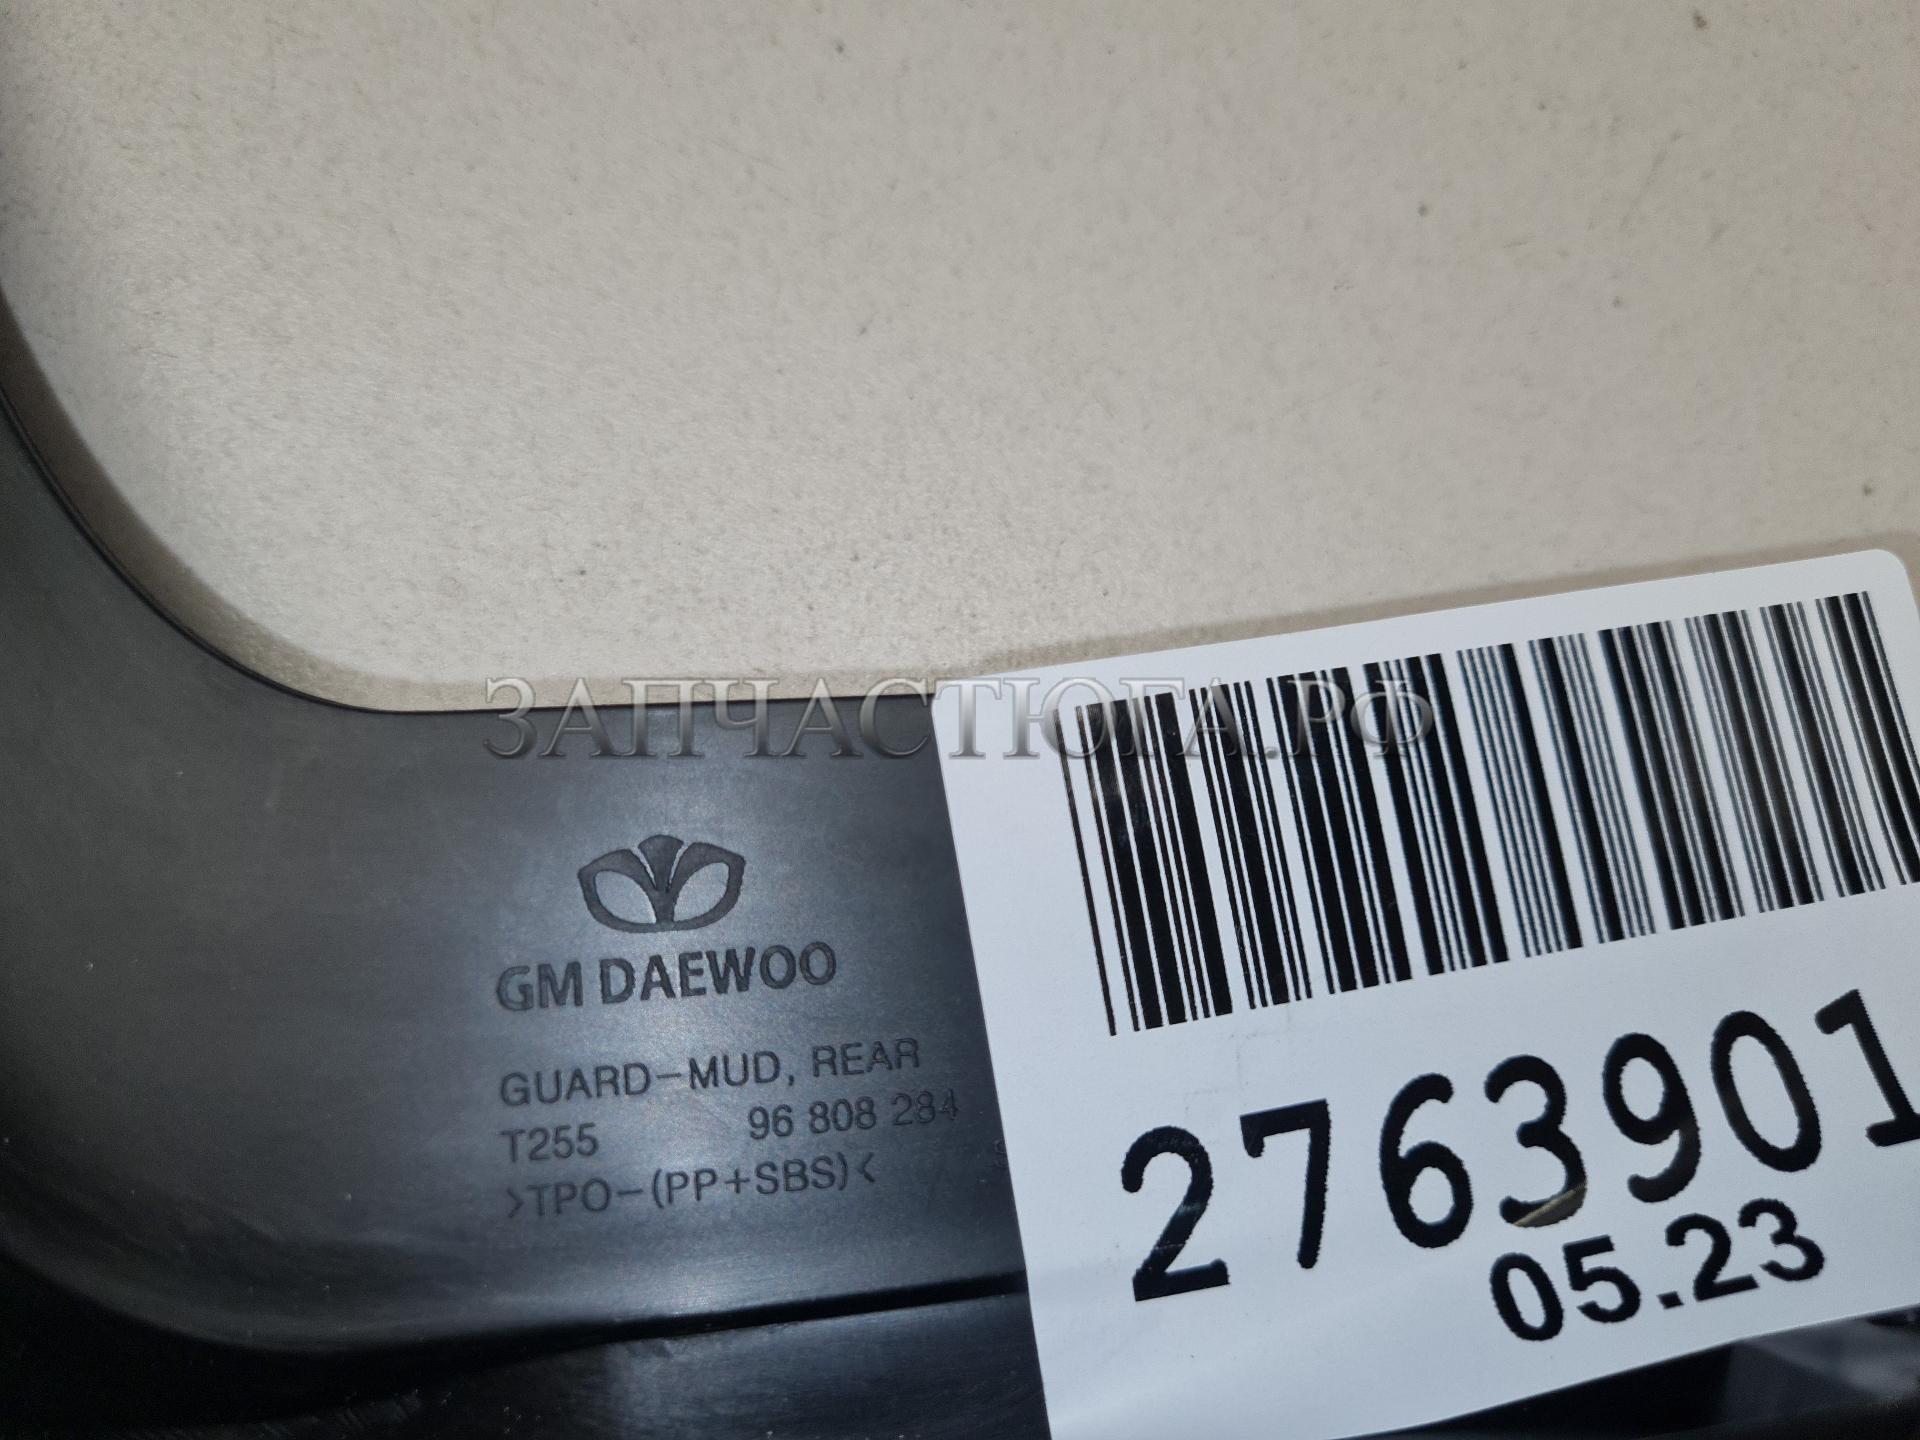 ЗАПЧАСТЮГА.РФ
GM DAEWOO
GUARD-MUD, REAR
T255 96 808 284
>TPO-(PP+SBS)<
2763901
05.23